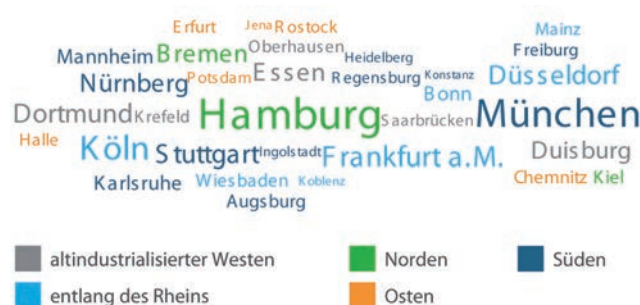 Erfurt Jena Rostock Mainz
Mannheim Bremen Oberhausen Heidelberg Freiburg
Nürnberg Potsdam Essen Regensburg Konstanz Düsseldorf
Bonn
Dortmund Krefeld Hamburg Saarbrücken München
Halle Köln Stuttgart Ingolstadt Frankfurt a.M. Duisburg
Karlsruhe Wiesbaden Koblenz Chemnitz Kiel
Augsburg
altindustrialisierter Westen Norden Süden
entlang des Rheins Osten